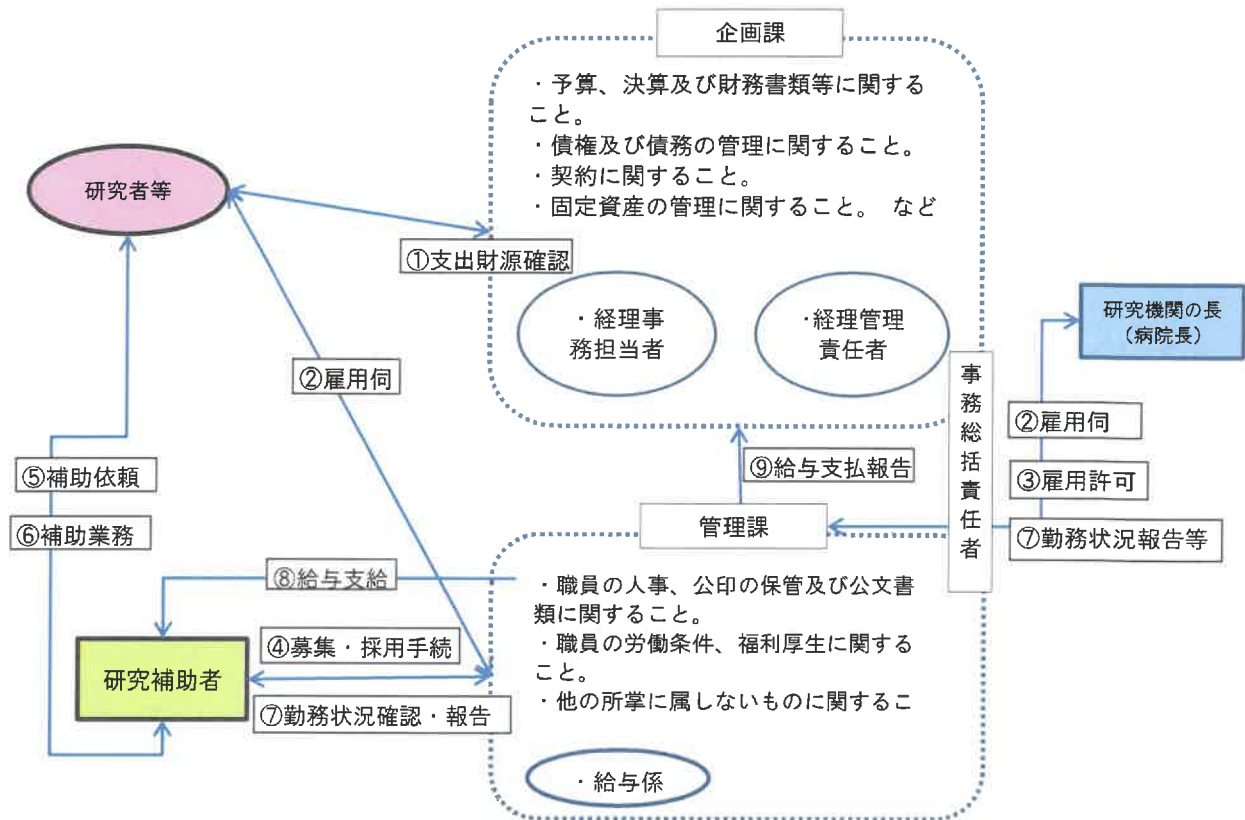 企画課
・予算、決算及び財務書類等に関する
こと。
・債権及び債務の管理に関すること。
・契約に関すること。
・固定資産の管理に関すること。 など
研究者等
①支出財源確認
・経理事
務担当者
・経理管理
責任者
研究機関の長
（病院長）
事務総括責任者
②雇用伺
②雇用伺
③雇用許可
⑦勤務状況報告等
⑤補助依頼
⑥補助業務
⑨給与支払報告
管理課
⑧給与支給
・職員の人事、公印の保管及び公文書
類に関すること。
・職員の労働条件、福利厚生に関する
こと。
・他の所掌に属しないものに関するこ
④募集・採用手続
研究補助者
⑦勤務状況確認・報告
・給与係